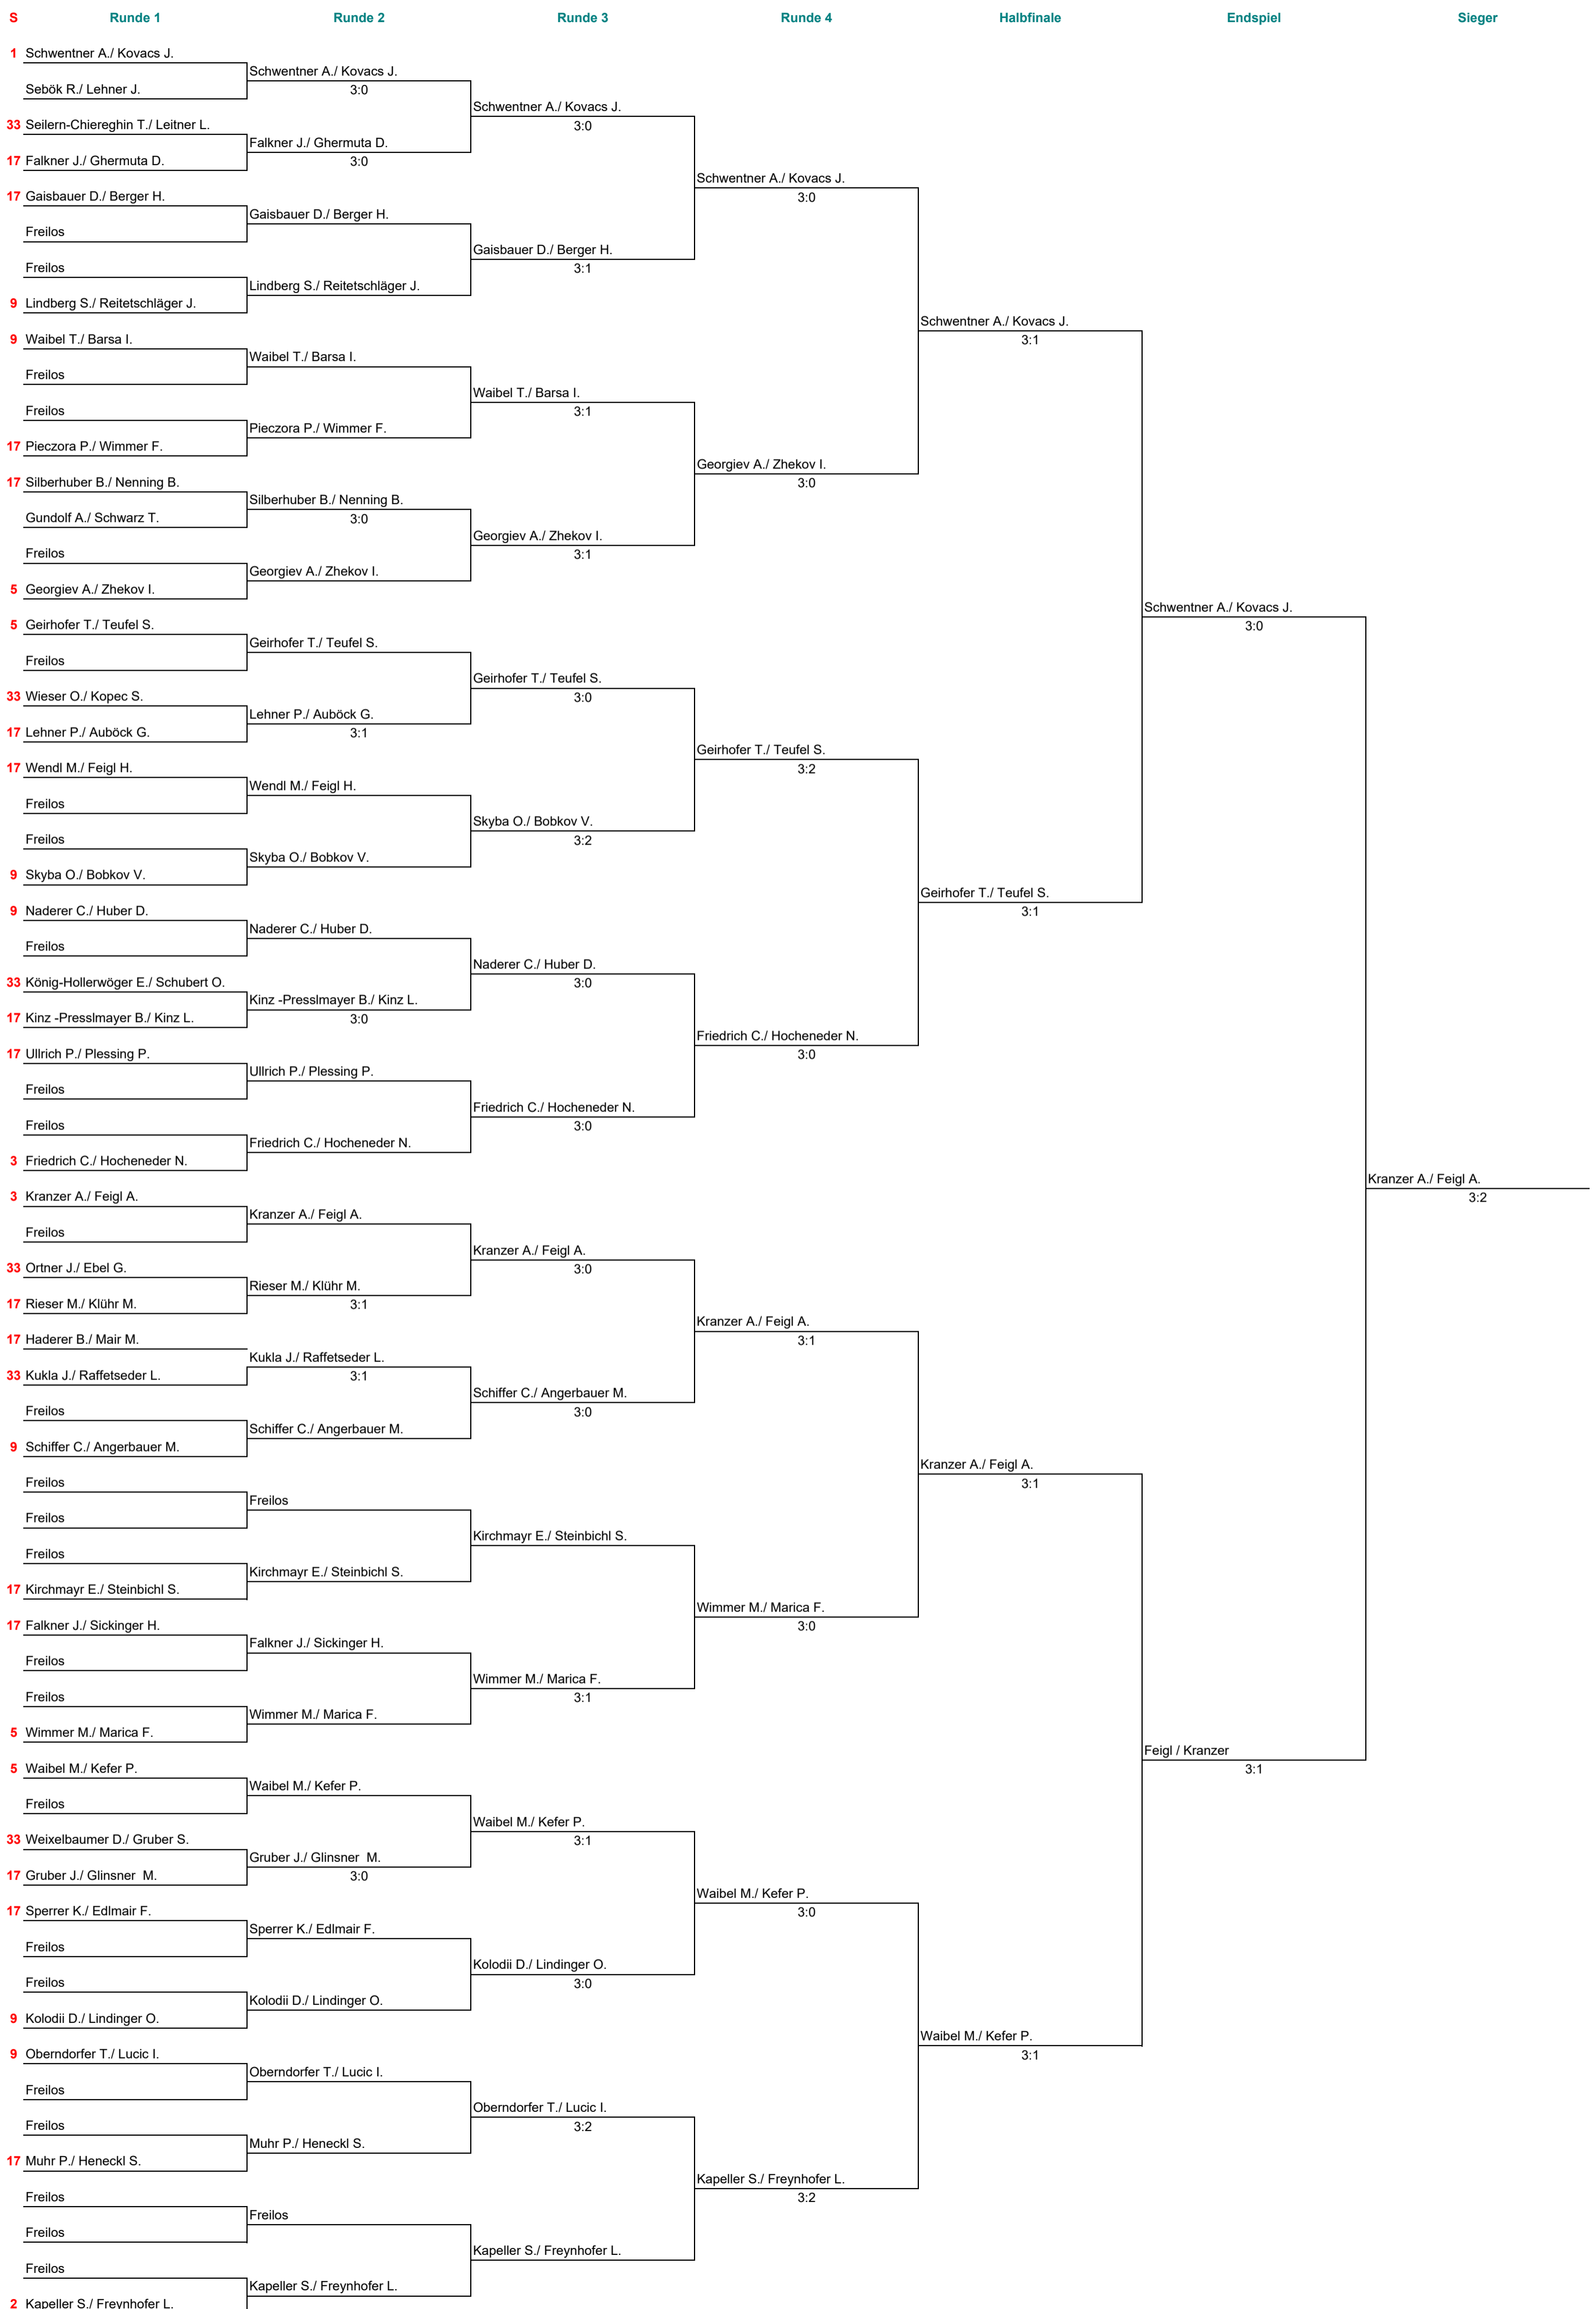 S Runde 1 Runde 2 Runde 3 Runde 4 Halbfinale Endspiel Sieger
1 Schwentner A./ Kovacs J.
Schwentner A./ Kovacs J.
Sebök R./ Lehner J.
3:0
Schwentner A./ Kovacs J.
33 Seilern-Chiereghin T./ Leitner L.
3:0
Falkner J./ Ghermuta D.
17 Falkner J./ Ghermuta D.
3:0
Schwentner A./ Kovacs J.
17 Gaisbauer D./ Berger H.
3:0
Gaisbauer D./ Berger H.
Freilos
Gaisbauer D./ Berger H.
Freilos
3:1
Lindberg S./ Reitetschläger J.
9 Lindberg S./ Reitetschläger J.
Schwentner A./ Kovacs J.
9 Waibel T./ Barsa I.
3:1
Waibel T./ Barsa I.
Freilos
Waibel T./ Barsa I.
Freilos
3:1
Pieczora P./ Wimmer F.
17 Pieczora P./ Wimmer F.
Georgiev A./ Zhekov I.
17 Silberhuber B./ Nenning B.
3:0
Silberhuber B./ Nenning B.
Gundolf A./ Schwarz T.
3:0
Georgiev A./ Zhekov I.
Freilos
3:1
Georgiev A./ Zhekov I.
5 Georgiev A./ Zhekov I.
Schwentner A./ Kovacs J.
5 Geirhofer T./ Teufel S.
3:0
Geirhofer T./ Teufel S.
Freilos
Geirhofer T./ Teufel S.
33 Wieser O./ Kopec S.
3:0
Lehner P./ Auböck G.
17 Lehner P./ Auböck G.
3:1
Geirhofer T./ Teufel S.
17 Wendl M./ Feigl H.
3:2
Wendl M./ Feigl H.
Freilos
Skyba O./ Bobkov V.
Freilos
3:2
Skyba O./ Bobkov V.
9 Skyba O./ Bobkov V.
Geirhofer T./ Teufel S.
9 Naderer C./ Huber D.
3:1
Naderer C./ Huber D.
Freilos
Naderer C./ Huber D.
33 König-Hollerwöger E./ Schubert O.
3:0
Kinz -Presslmayer B./ Kinz L.
17 Kinz -Presslmayer B./ Kinz L.
3:0
Friedrich C./ Hocheneder N.
17 Ullrich P./ Plessing P.
3:0
Ullrich P./ Plessing P.
Freilos
Friedrich C./ Hocheneder N.
Freilos
3:0
Friedrich C./ Hocheneder N.
3 Friedrich C./ Hocheneder N.
Kranzer A./ Feigl A.
3 Kranzer A./ Feigl A.
3:2
Kranzer A./ Feigl A.
Freilos
Kranzer A./ Feigl A.
33 Ortner J./ Ebel G.
3:0
Rieser M./ Klühr M.
17 Rieser M./ Klühr M.
3:1
Kranzer A./ Feigl A.
17 Haderer B./ Mair M.
3:1
Kukla J./ Raffetseder L.
33 Kukla J./ Raffetseder L.
3:1
Schiffer C./ Angerbauer M.
Freilos
3:0
Schiffer C./ Angerbauer M.
9 Schiffer C./ Angerbauer M.
Kranzer A./ Feigl A.
Freilos
3:1
Freilos
Freilos
Kirchmayr E./ Steinbichl S.
Freilos
Kirchmayr E./ Steinbichl S.
17 Kirchmayr E./ Steinbichl S.
Wimmer M./ Marica F.
17 Falkner J./ Sickinger H.
3:0
Falkner J./ Sickinger H.
Freilos
Wimmer M./ Marica F.
Freilos
3:1
Wimmer M./ Marica F.
5 Wimmer M./ Marica F.
Feigl / Kranzer
5 Waibel M./ Kefer P.
3:1
Waibel M./ Kefer P.
Freilos
Waibel M./ Kefer P.
33 Weixelbaumer D./ Gruber S.
3:1
Gruber J./ Glinsner  M.
17 Gruber J./ Glinsner  M.
3:0
Waibel M./ Kefer P.
17 Sperrer K./ Edlmair F.
3:0
Sperrer K./ Edlmair F.
Freilos
Kolodii D./ Lindinger O.
Freilos
3:0
Kolodii D./ Lindinger O.
9 Kolodii D./ Lindinger O.
Waibel M./ Kefer P.
9 Oberndorfer T./ Lucic I.
3:1
Oberndorfer T./ Lucic I.
Freilos
Oberndorfer T./ Lucic I.
Freilos
3:2
Muhr P./ Heneckl S.
17 Muhr P./ Heneckl S.
Kapeller S./ Freynhofer L.
Freilos
3:2
Freilos
Freilos
Kapeller S./ Freynhofer L.
Freilos
Kapeller S./ Freynhofer L.
2 Kapeller S./ Freynhofer L.